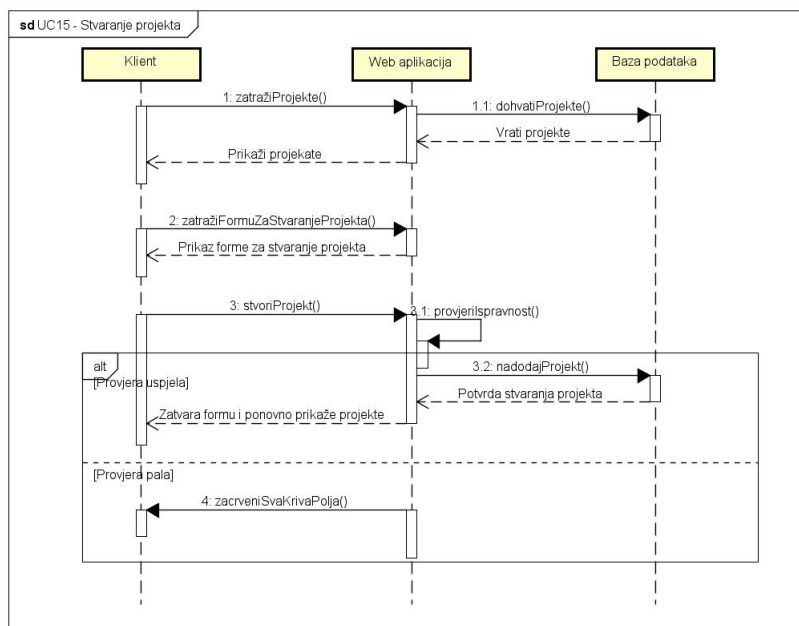 sd UC15 - Stvaranje projekta
Klient
Web aplikacija
Baza podataka
1: zatražiProjekte()
1.1: dohvatiProjekte()
Vrati projekte
Prikaži projekate
2: zatražiFormuZaStvaranjeProjekta()
Prikaz forme za stvaranje projekta
3: stvoriProjekt()
3.1: provjeriIspravnost()
alt
[Provjera uspjela]
3.2: nadodajProjekt()
Potvrda stvaranja projekta
Zatvara formu i ponovno prikaže projekte
[Provjera pala]
4: zacrveniSvaKrivaPolja()